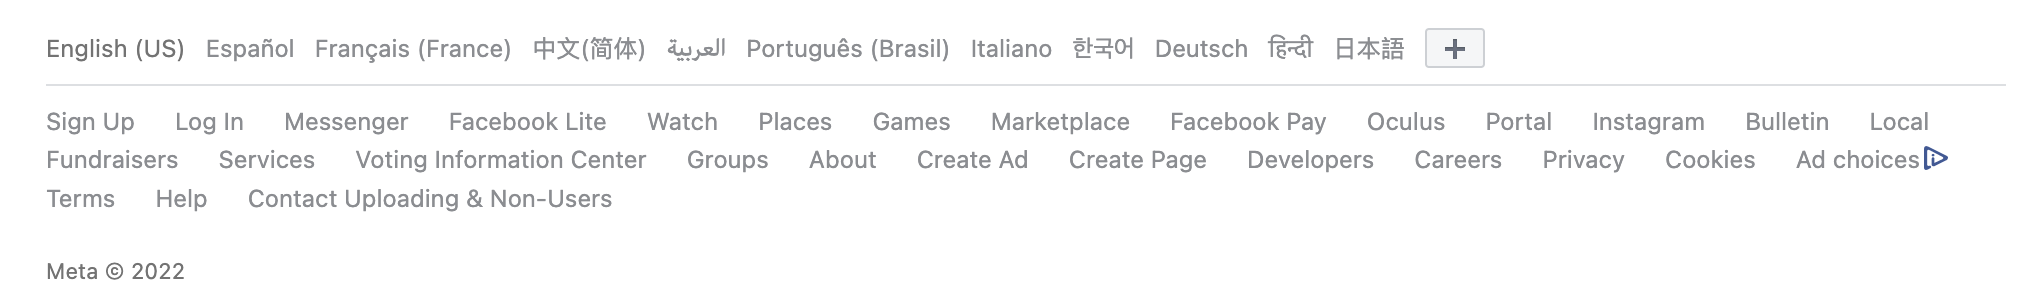 English (US) Español Français (France) 中文(简体) العربية Português (Brasil) Italiano 한국어 Deutsch हिन्दी 日本語 +
Sign Up Log In Messenger Facebook Lite Watch Places Games Marketplace Facebook Pay Oculus Portal Instagram Bulletin Local
Fundraisers Services Voting Information Center Groups About Create Ad Create Page Developers Careers Privacy Cookies Ad choices
Terms Help Contact Uploading & Non-Users
Meta © 2022